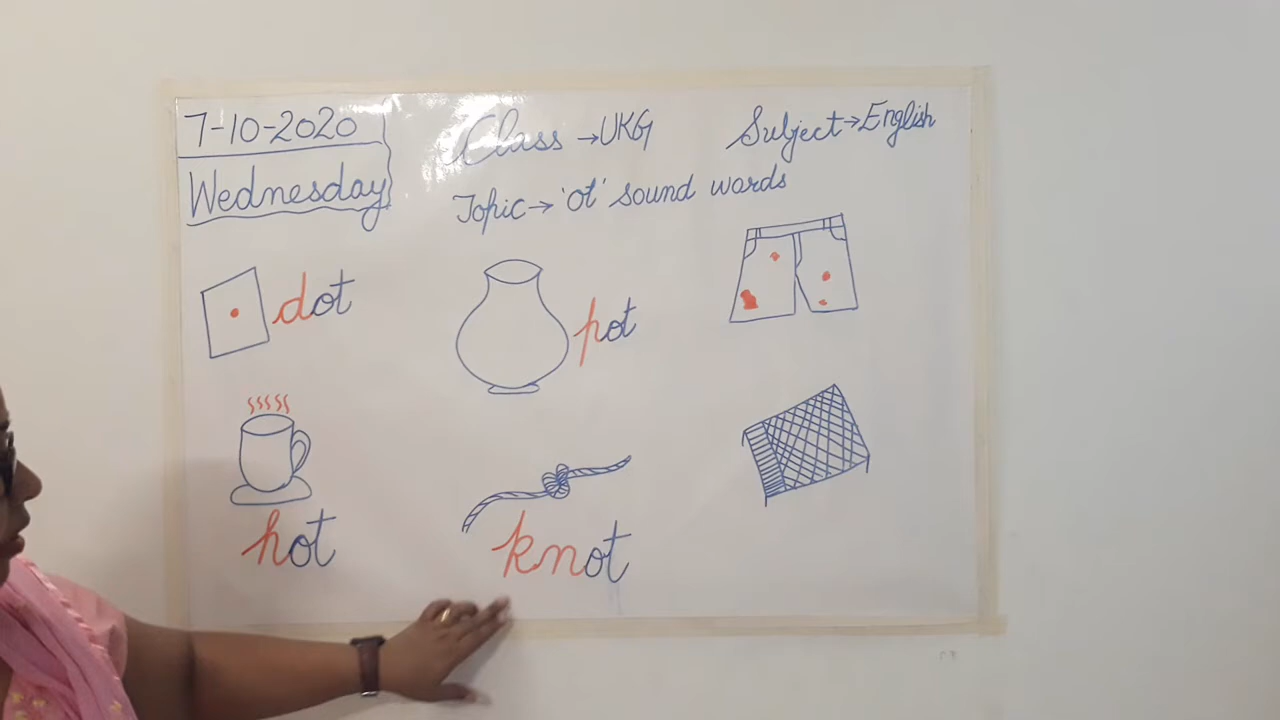 7-10-2020
Wednesday
Class → UKG
Subject → English
Topic → 'ot' sound words
dot
pot
hot
knot